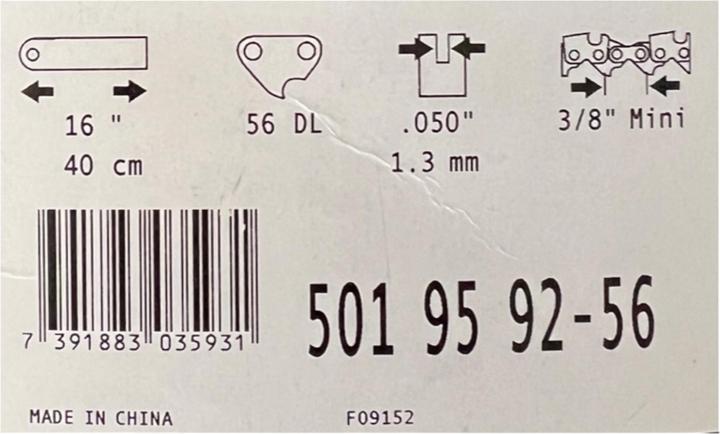 16 " 56 DL .050" 3/8" Mini
40 cm 1.3 mm
7 391883 035931
501 95 92-56
MADE IN CHINA F09152